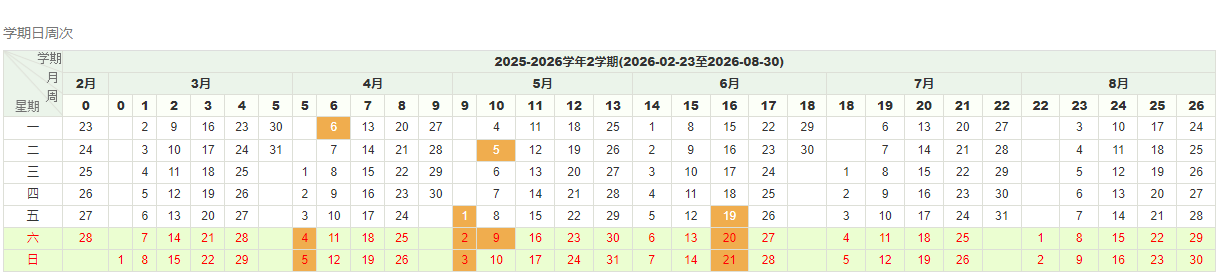 学期日周次
学期 2025-2026学年2学期(2026-02-23至2026-08-30)
月 2月 3月 4月 5月 6月 7月 8月
周 0 0 1 2 3 4 5 5 6 7 8 9 9 10 11 12 13 14 15 16 17 18 18 19 20 21 22 22 23 24 25 26
星期
一 23 2 9 16 23 30 6 13 20 27 4 11 18 25 1 8 15 22 29 6 13 20 27 3 10 17 24
二 24 3 10 17 24 31 7 14 21 28 5 12 19 26 2 9 16 23 30 7 14 21 28 4 11 18 25
三 25 4 11 18 25 1 8 15 22 29 6 13 20 27 3 10 17 24 1 8 15 22 29 5 12 19 26
四 26 5 12 19 26 2 9 16 23 30 7 14 21 28 4 11 18 25 2 9 16 23 30 6 13 20 27
五 27 6 13 20 27 3 10 17 24 1 8 15 22 29 5 12 19 26 3 10 17 24 31 7 14 21 28
六 28 7 14 21 28 4 11 18 25 2 9 16 23 30 6 13 20 27 4 11 18 25 1 8 15 22 29
日 1 8 15 22 29 5 12 19 26 3 10 17 24 31 7 14 21 28 5 12 19 26 2 9 16 23 30